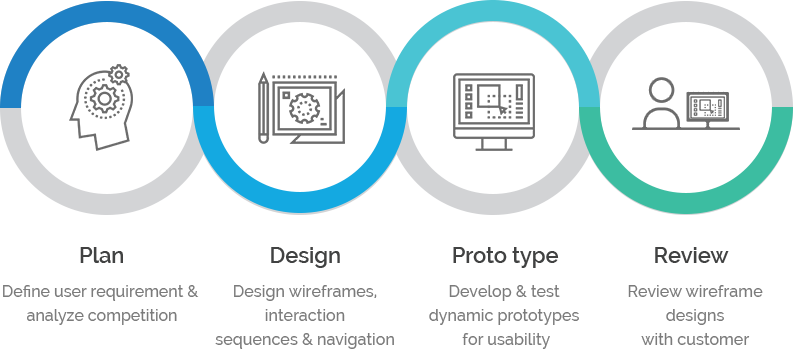 Plan
Define user requirement &
analyze competition
Design
Design wireframes,
interaction
sequences & navigation
Proto type
Develop & test
dynamic prototypes
for usability
Review
Review wireframe
designs
with customer